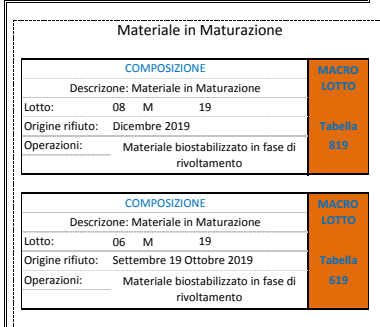 Materiale in Maturazione
COMPOSIZIONE MACRO
Descrizone: Materiale in Maturazione LOTTO
Lotto: 08 M 19
Origine rifiuto: Dicembre 2019 Tabella
Operazioni: Materiale biostabilizzato in fase di 819
rivoltamento
COMPOSIZIONE MACRO
Descrizone: Materiale in Maturazione LOTTO
Lotto: 06 M 19
Origine rifiuto: Settembre 19 Ottobre 2019 Tabella
Operazioni: Materiale biostabilizzato in fase di 619
rivoltamento